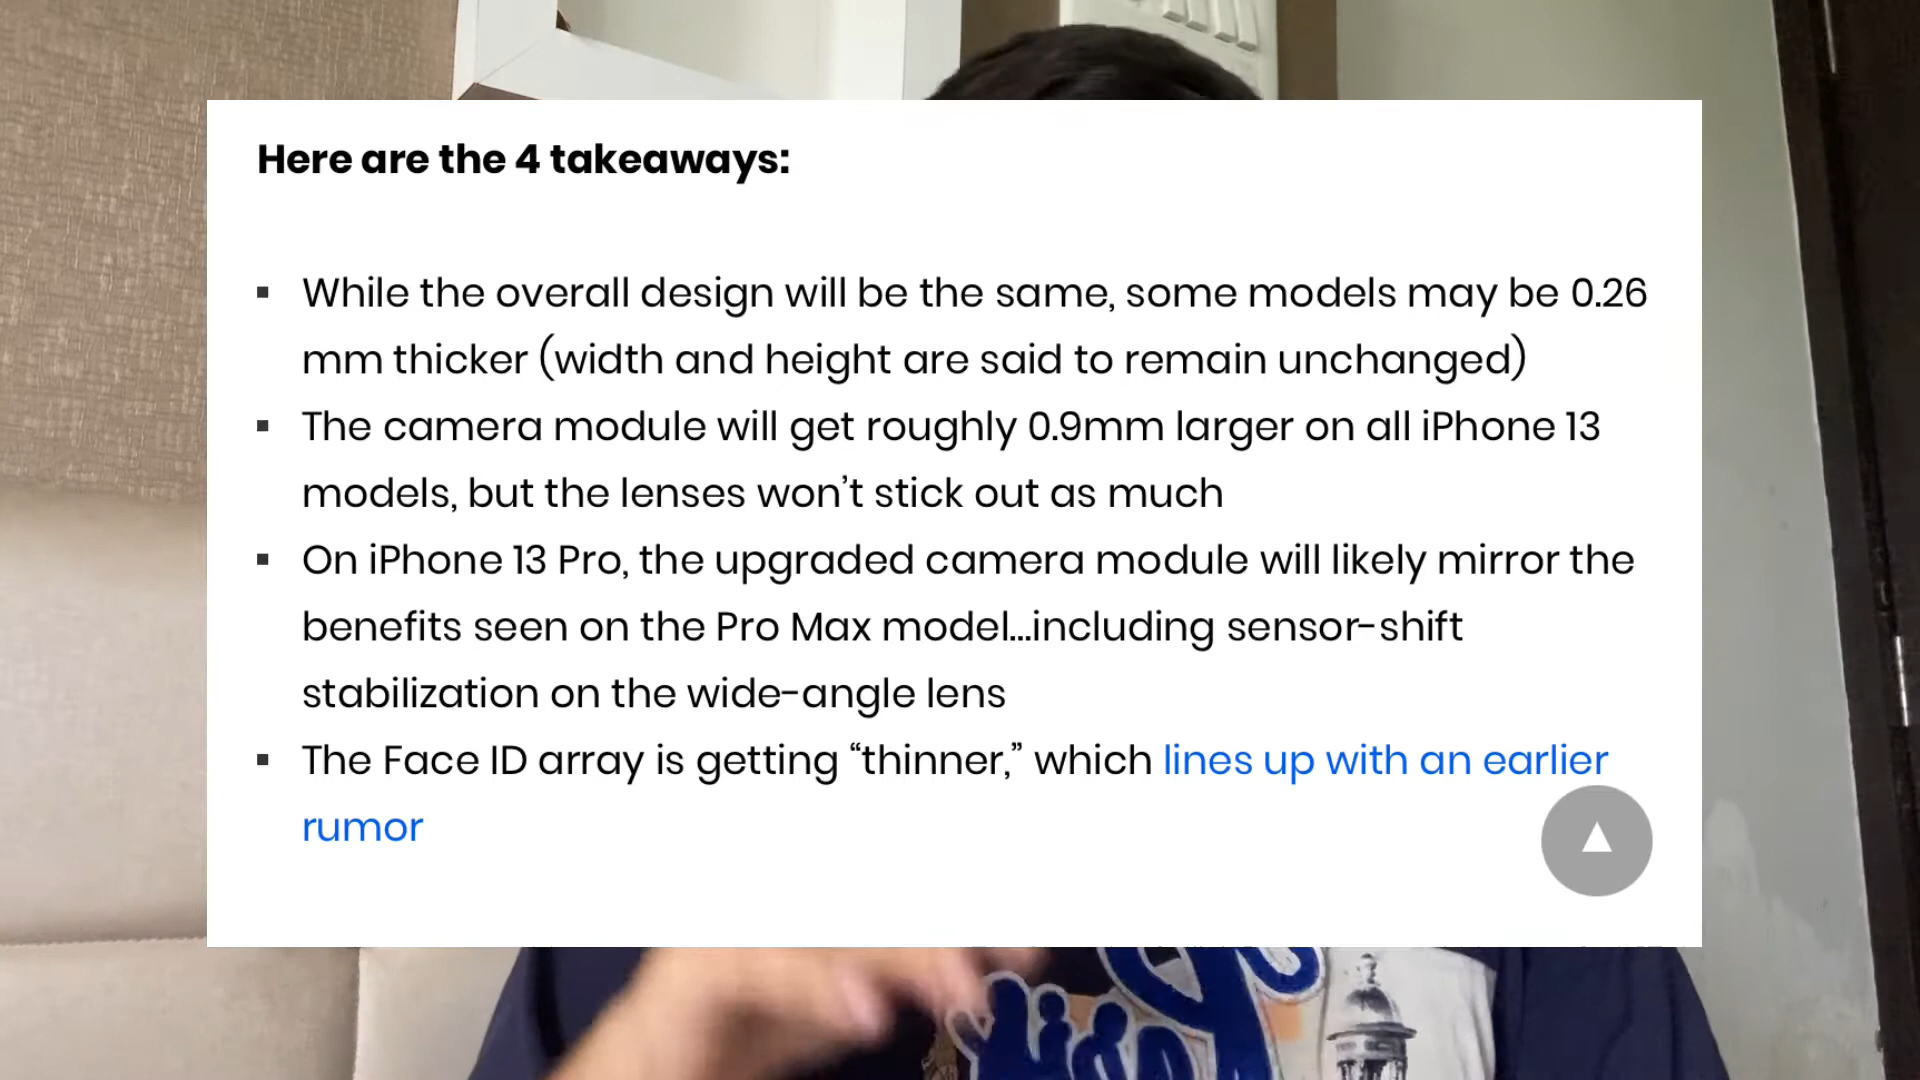 Here are the 4 takeaways:
▪ While the overall design will be the same, some models may be 0.26
mm thicker (width and height are said to remain unchanged)
▪ The camera module will get roughly 0.9mm larger on all iPhone 13
models, but the lenses won’t stick out as much
▪ On iPhone 13 Pro, the upgraded camera module will likely mirror the
benefits seen on the Pro Max model...including sensor-shift
stabilization on the wide-angle lens
▪ The Face ID array is getting “thinner,” which lines up with an earlier
rumor